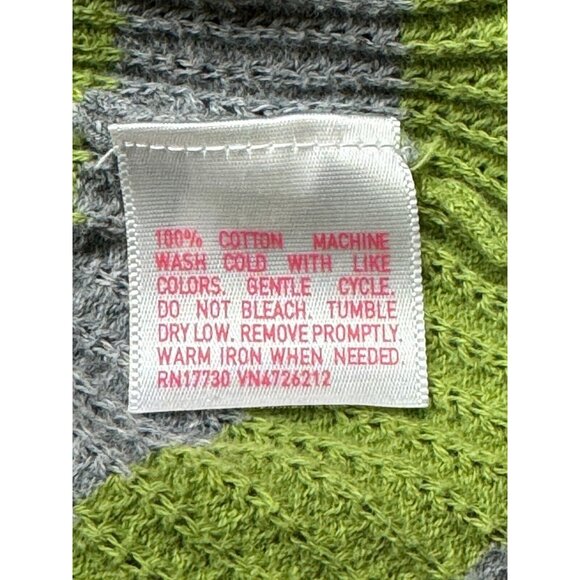 100% COTTON MACHINE
WASH COLD WITH LIKE
COLORS. GENTLE CYCLE.
DO NOT BLEACH. TUMBLE
DRY LOW. REMOVE PROMPTLY.
WARM IRON WHEN NEEDED
RN17730 VN4726212